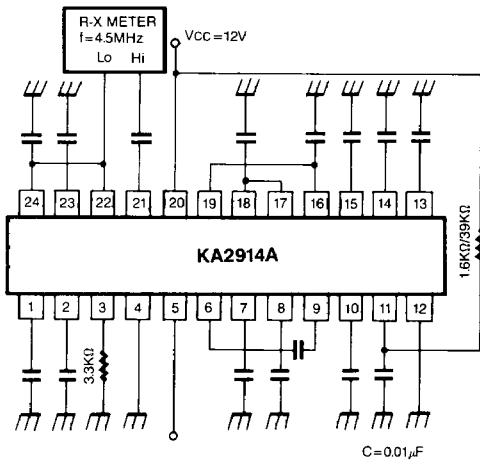 R-X METER
f=4.5MHz
Lo Hi
VCC=12V
24 23 22 21 20 19 18 17 16 15 14 13
KA2914A
1.6KΩ/39KΩ
1 2 3 4 5 6 7 8 9 10 11 12
3.3KΩ
C=0.01μF